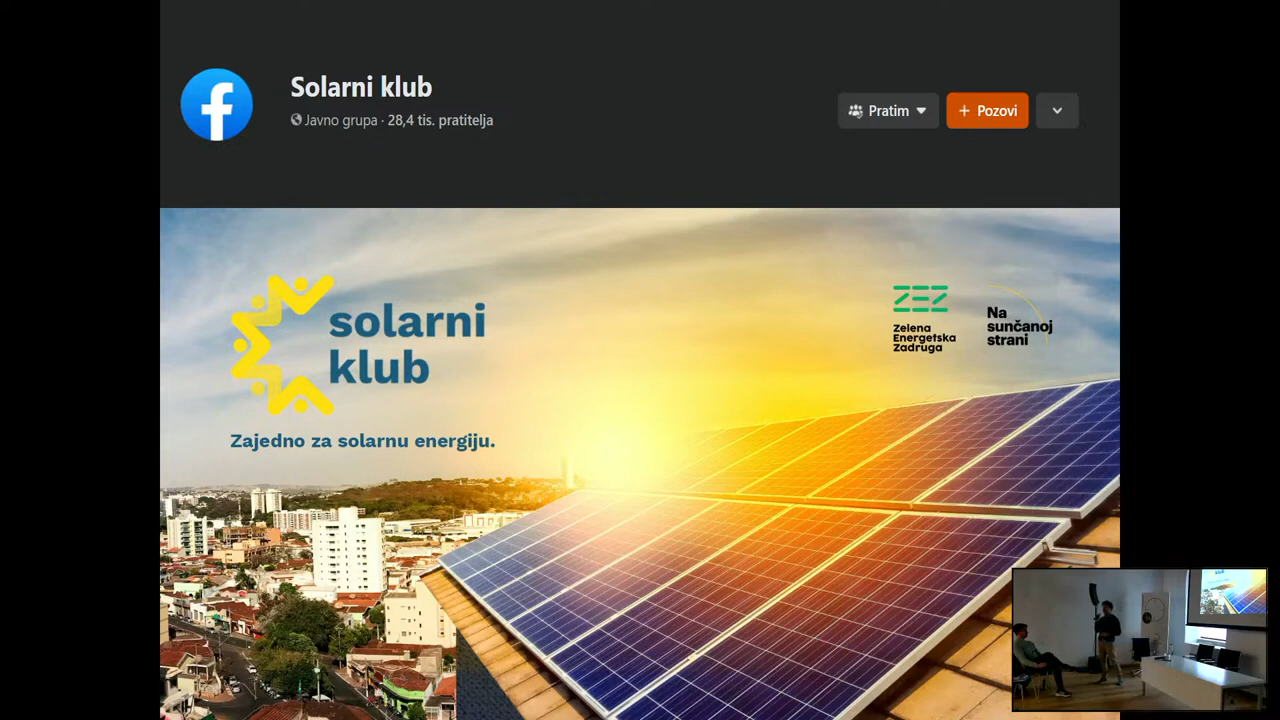 Solarni klub
Javno grupa · 28,4 tis. pratitelja
Pratim
+ Pozovi
solarni
klub
Zajedno za solarnu energiju.
ZEZ
Zelena
Energetska
Zadruga
Na
sunčanoj
strani